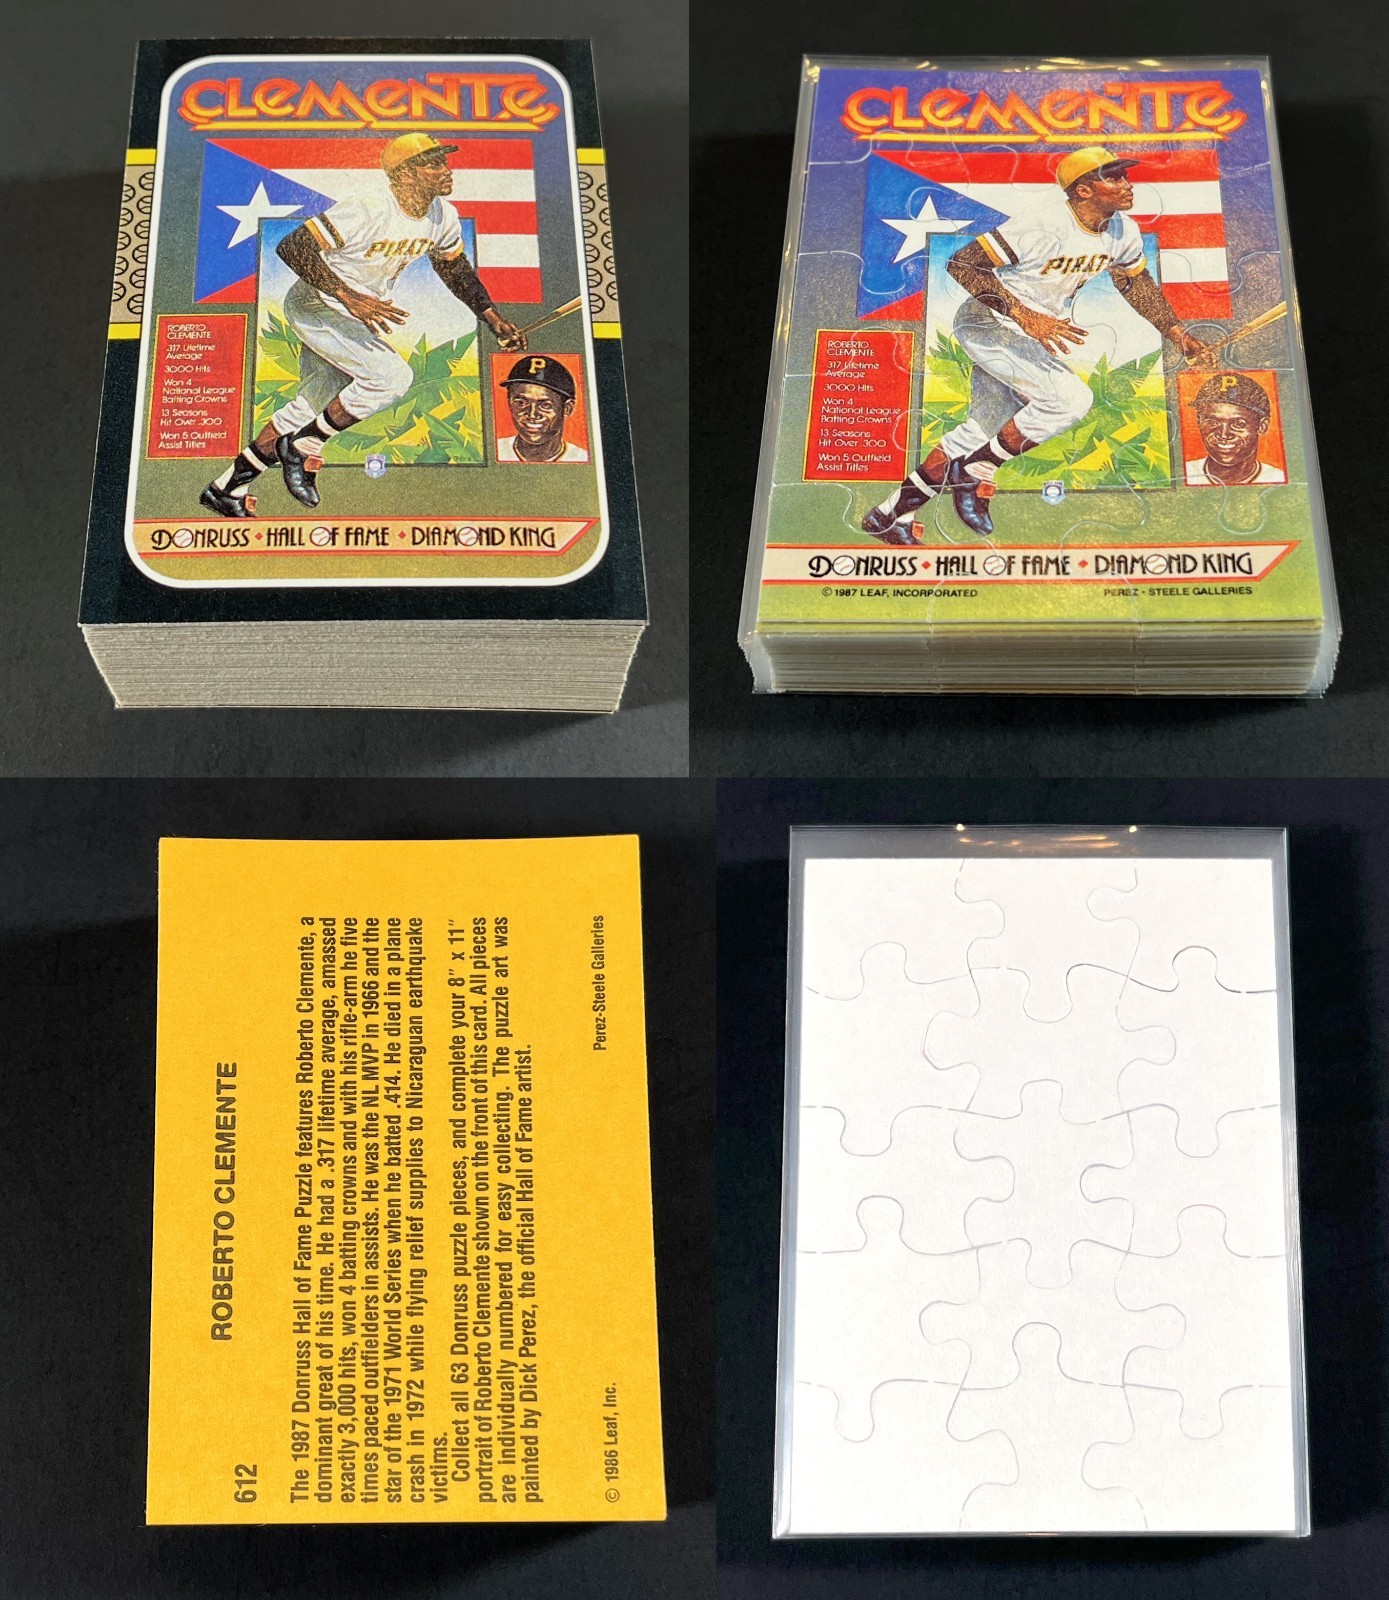 CLEMENTE
PIRAT
ROBERTO
CLEMENTE
.317 Lifetime
Average
3000 Hits
Won 4
National League
Batting Crowns
13 Seasons
Hit Over .300
Won 5 Outfield
Assist Titles
P
DONRUSS • HALL OF FAME • DIAMOND KING
CLEMENTE
PIRAT
ROBERTO
CLEMENTE
.317 Lifetime
Average
3000 Hits
Won 4
National League
Batting Crowns
13 Seasons
Hit Over .300
Won 5 Outfield
Assist Titles
P
DONRUSS • HALL OF FAME • DIAMOND KING
© 1987 LEAF, INCORPORATED PEREZ - STEELE GALLERIES
612 ROBERTO CLEMENTE
The 1987 Donruss Hall of Fame Puzzle features Roberto Clemente, a
dominant great of his time. He had a .317 lifetime average, amassed
exactly 3,000 hits, won 4 batting crowns and with his rifle-arm he five
times paced outfielders in assists. He was the NL MVP in 1966 and the
star of the 1971 World Series when he batted .414. He died in a plane
crash in 1972 while flying relief supplies to Nicaraguan earthquake
victims.
Collect all 63 Donruss puzzle pieces, and complete your 8" x 11"
portrait of Roberto Clemente shown on the front of this card. All pieces
are individually numbered for easy collecting. The puzzle art was
painted by Dick Perez, the official Hall of Fame artist.
© 1986 Leaf, Inc. Perez-Steele Galleries